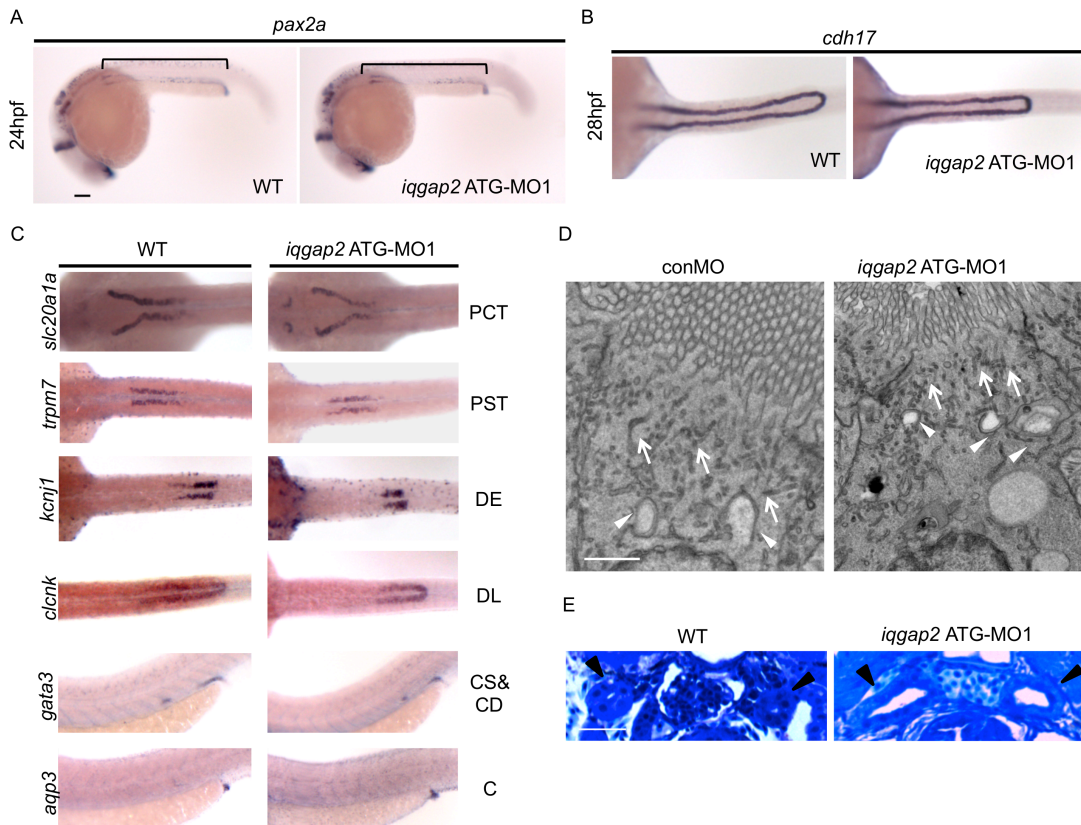 A
pax2a
24hpf
WT
iqgap2 ATG-MO1
B
cdh17
28hpf
WT
iqgap2 ATG-MO1
C
WT
iqgap2 ATG-MO1
slc20a1a
PCT
trpm7
PST
kcnj1
DE
clcnk
DL
gata3
CS&
CD
aqp3
C
D
conMO
iqgap2 ATG-MO1
E
WT
iqgap2 ATG-MO1